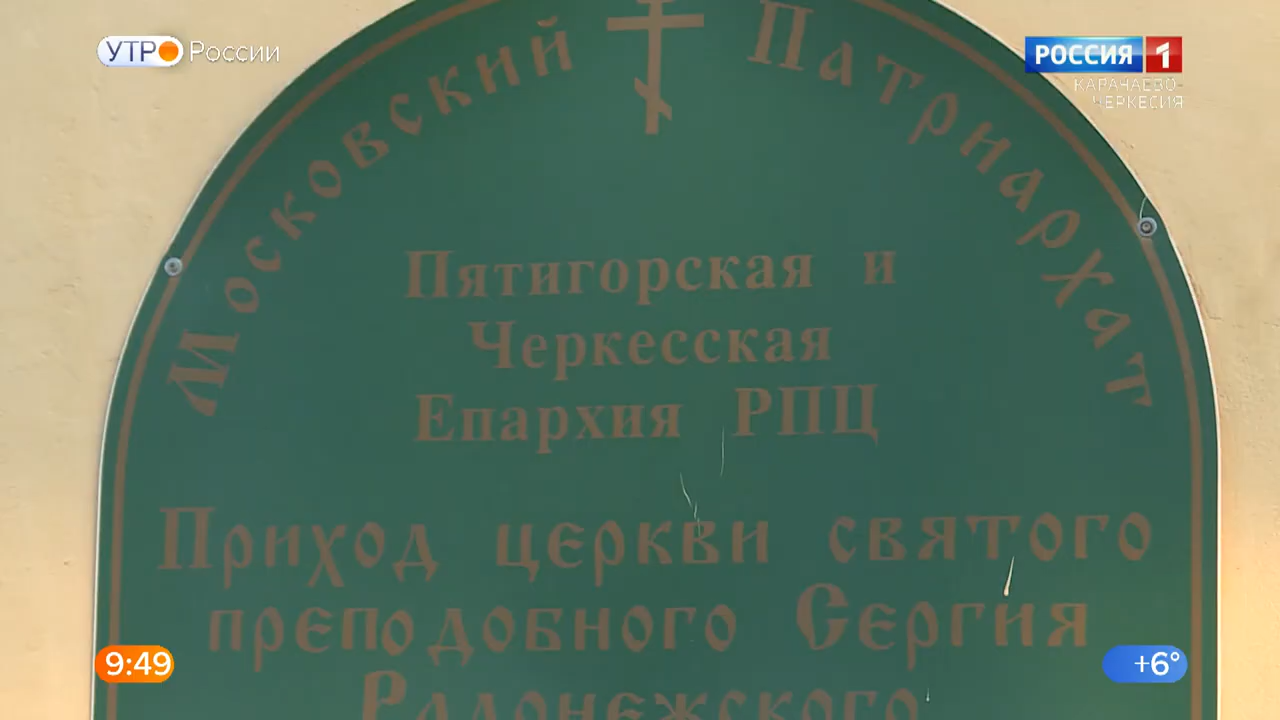 УТРО России
РОССИЯ 1
КАРАЧАЕВО-
ЧЕРКЕСИЯ
Московский Патриархат
Пятигорская и
Черкесская
Епархия РПЦ
Приход церкви святого
преподобного Сергия
Радонежского
9:49
+6°